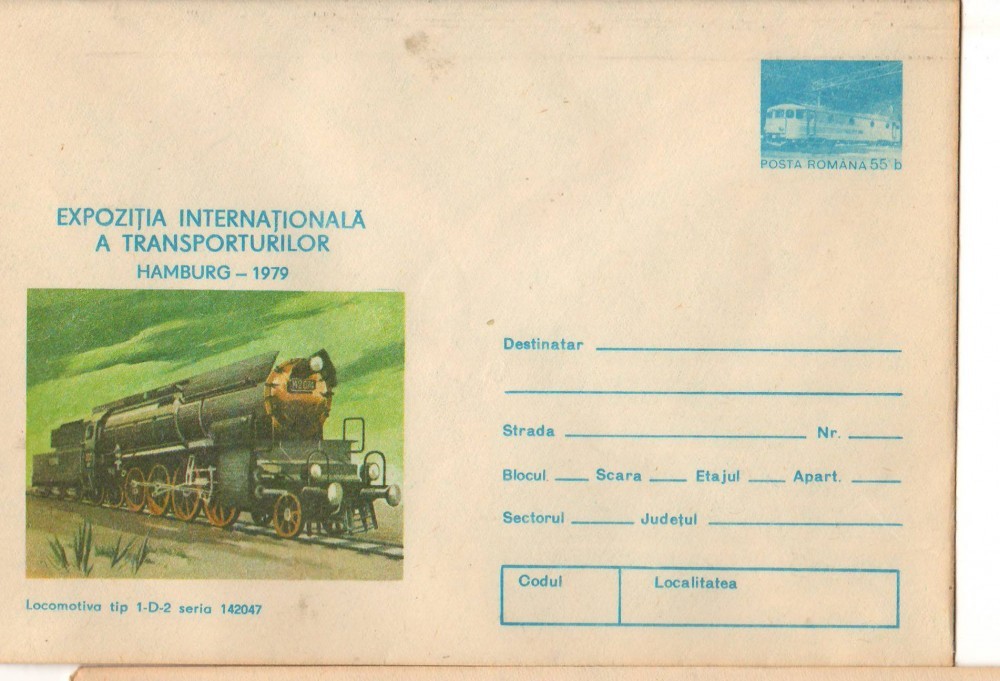 POSTA ROMÂNA 55 b
EXPOZIȚIA INTERNAȚIONALĂ
A TRANSPORTURILOR
HAMBURG – 1979
Destinatar
Strada Nr.
Blocul Scara Etajul Apart.
Sectorul Județul
Codul Localitatea
Locomotiva tip 1-D-2 seria 142047